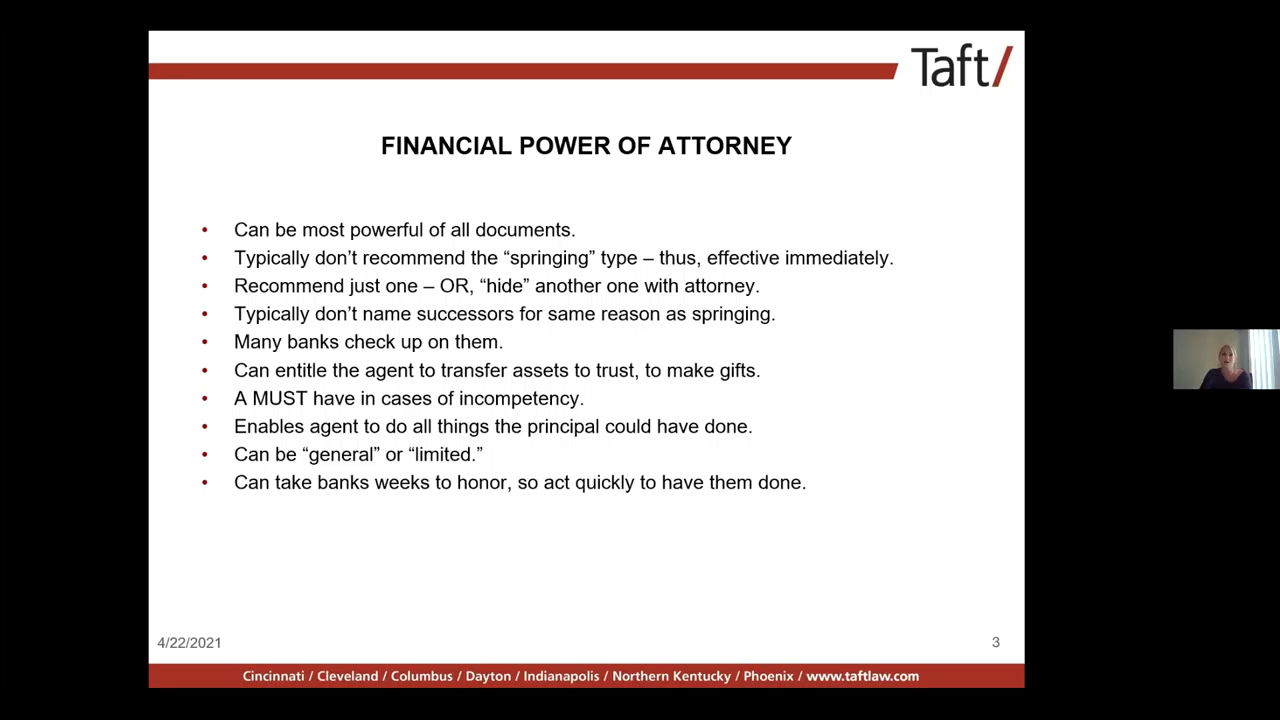 Taft/
FINANCIAL POWER OF ATTORNEY
• Can be most powerful of all documents.
• Typically don’t recommend the “springing” type – thus, effective immediately.
• Recommend just one – OR, “hide” another one with attorney.
• Typically don’t name successors for same reason as springing.
• Many banks check up on them.
• Can entitle the agent to transfer assets to trust, to make gifts.
• A MUST have in cases of incompetency.
• Enables agent to do all things the principal could have done.
• Can be “general” or “limited.”
• Can take banks weeks to honor, so act quickly to have them done.
4/22/2021
3
Cincinnati / Cleveland / Columbus / Dayton / Indianapolis / Northern Kentucky / Phoenix / www.taftlaw.com